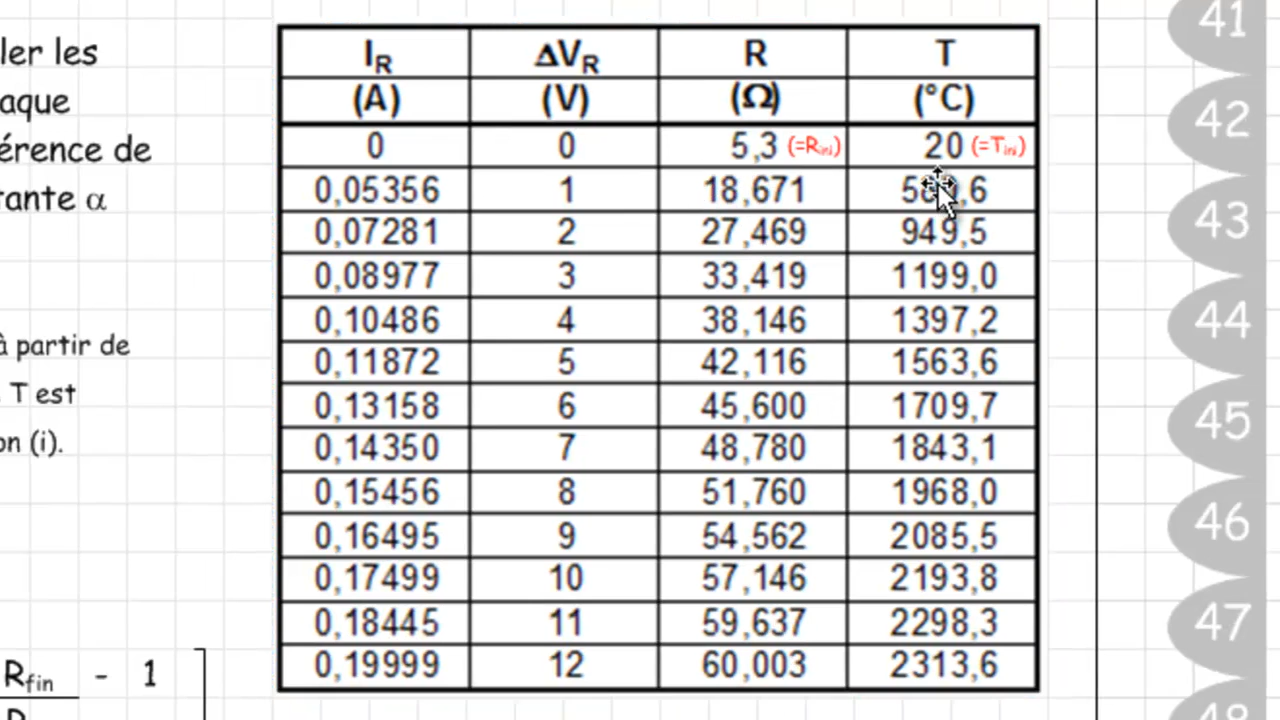 ler les
aque
érence de
tante α
à partir de
T est
on (i).
Rfin - 1
I_R ΔV_R R T
(A) (V) (Ω) (°C)
0 0 5,3 (=Rini) 20 (=Tini)
0,05356 1 18,671
0,07281 2 27,469 949,5
0,08977 3 33,419 1199,0
0,10486 4 38,146 1397,2
0,11872 5 42,116 1563,6
0,13158 6 45,600 1709,7
0,14350 7 48,780 1843,1
0,15456 8 51,760 1968,0
0,16495 9 54,562 2085,5
0,17499 10 57,146 2193,8
0,18445 11 59,637 2298,3
0,19999 12 60,003 2313,6
41
42
43
44
45
46
47
48